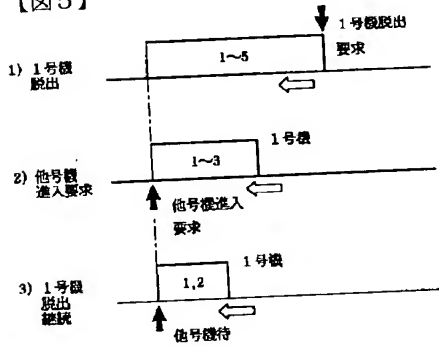 【図5】
1号機脱出
要求
1~5
1) 1号機
脱出
1号機
1~3
2) 他号機
進入要求
他号機進入
要求
1号機
1,2
3) 1号機
脱出
継続
他号機待